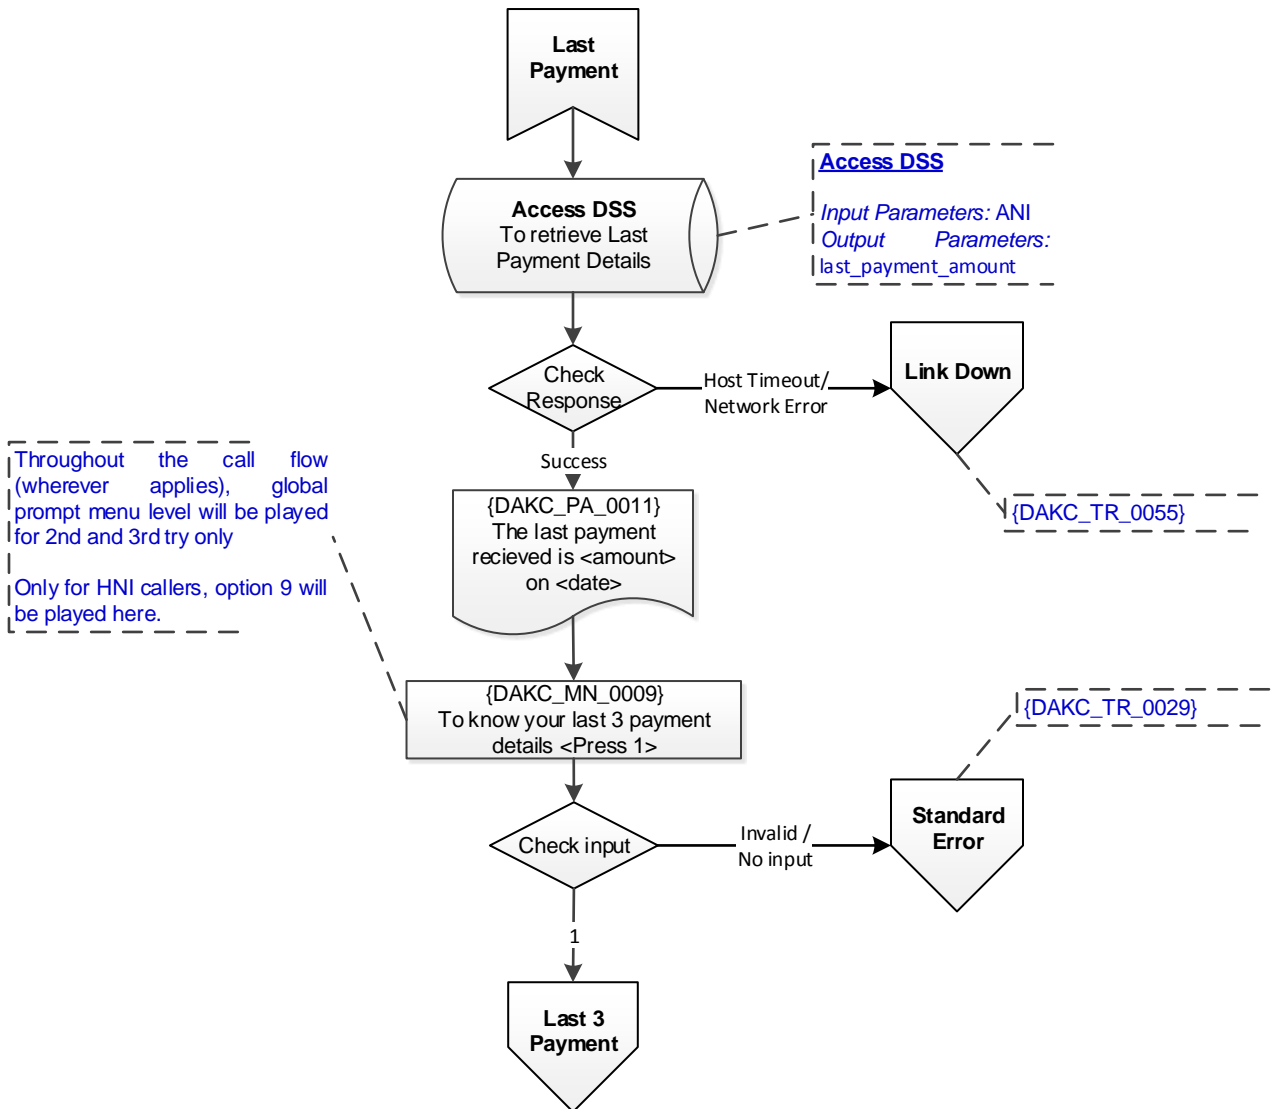 Last
Payment
Access DSS
To retrieve Last
Payment Details
Access DSS
Input Parameters: ANI
Output Parameters:
last_payment_amount
Check
Response
Host Timeout/
Network Error
Link Down
{DAKC_TR_0055}
Success
Throughout the call flow
(wherever applies), global
prompt menu level will be played
for 2nd and 3rd try only
Only for HNI callers, option 9 will
be played here.
{DAKC_PA_0011}
The last payment
recieved is <amount>
on <date>
{DAKC_MN_0009}
To know your last 3 payment
details <Press 1>
{DAKC_TR_0029}
Check input
Invalid /
No input
Standard
Error
1
Last 3
Payment